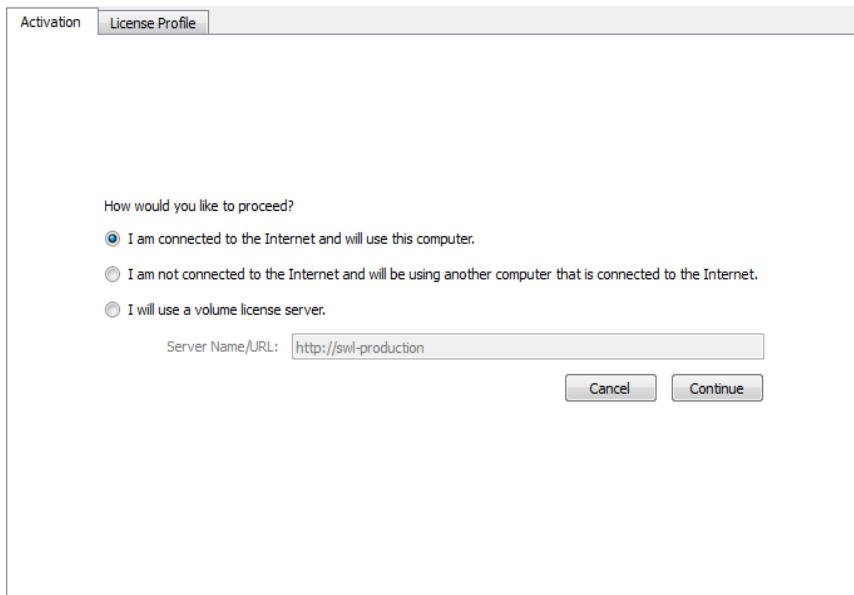 Activation
License Profile
How would you like to proceed?
I am connected to the Internet and will use this computer.
I am not connected to the Internet and will be using another computer that is connected to the Internet.
I will use a volume license server.
Server Name/URL: http://swl-production
Cancel
Continue